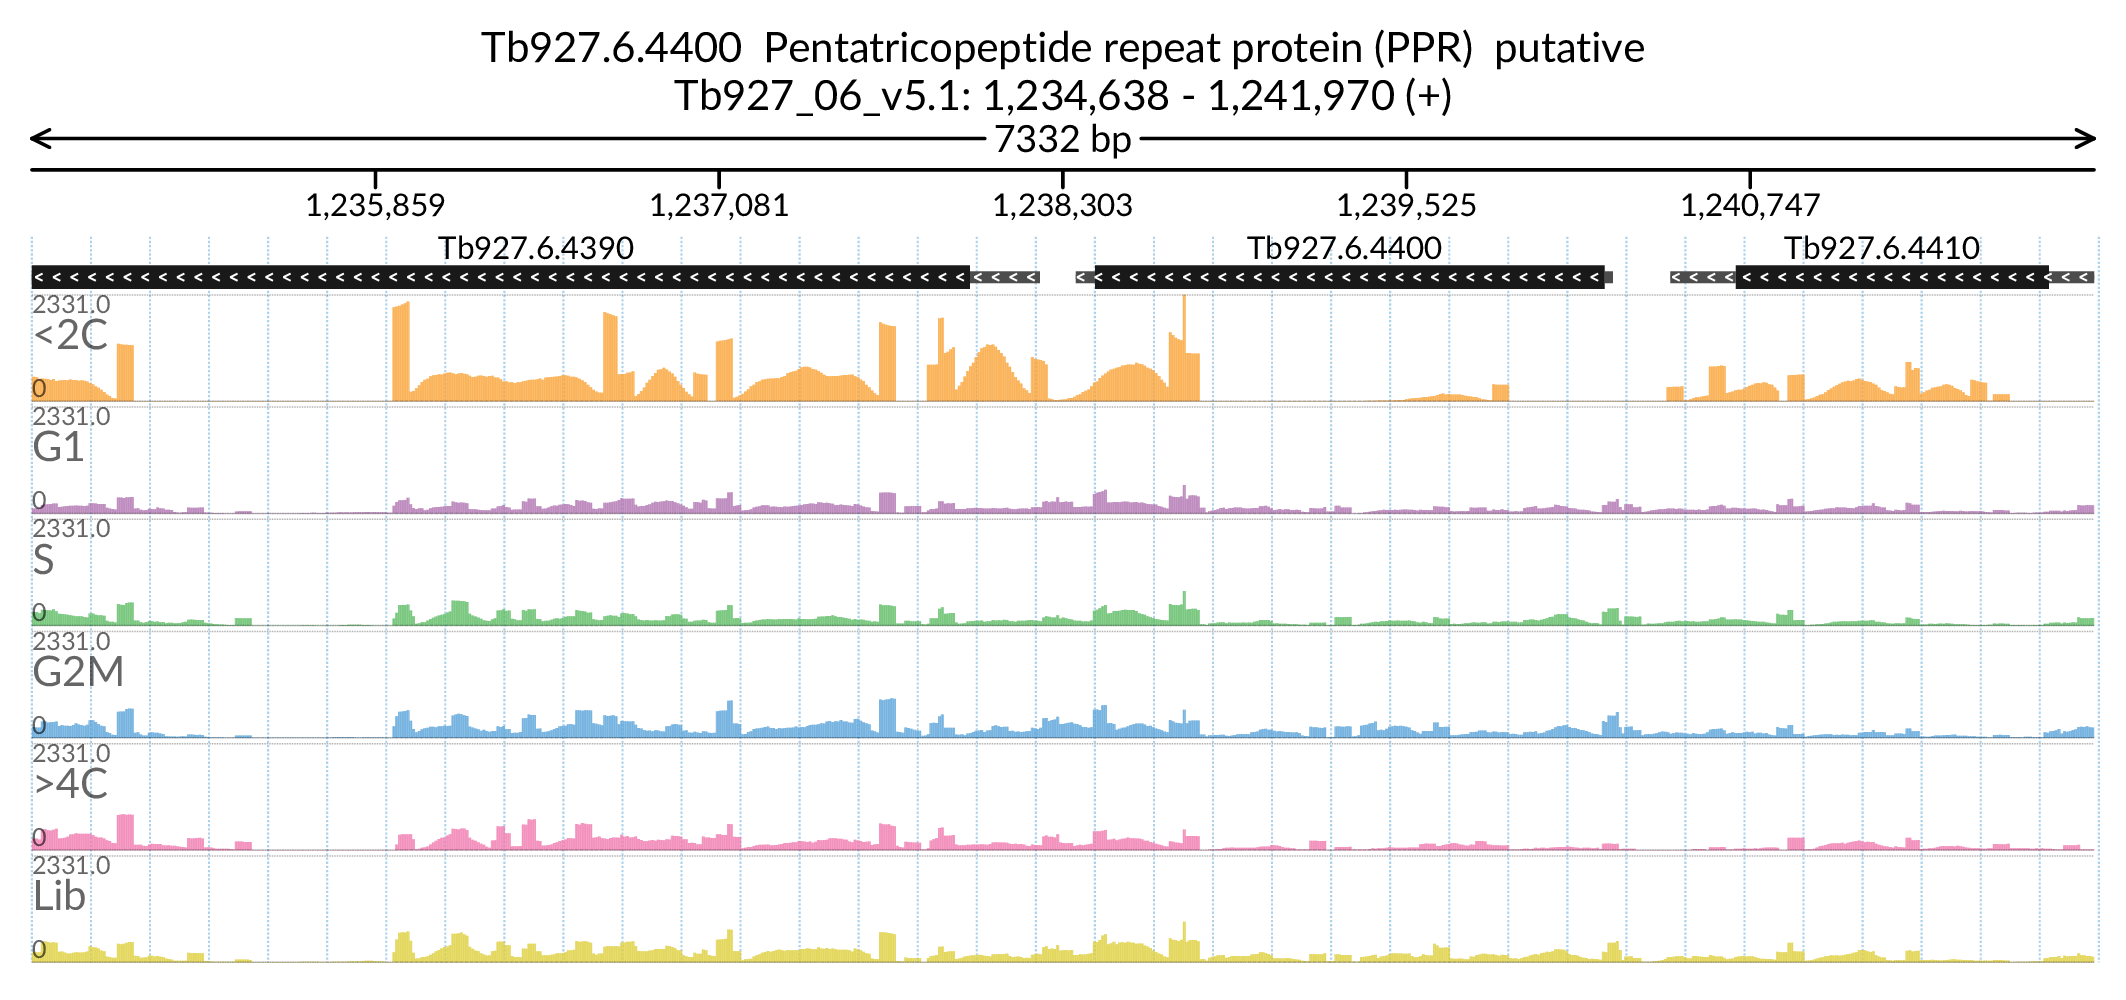 Tb927.6.4400 Pentatricopeptide repeat protein (PPR) putative
Tb927_06_v5.1: 1,234,638 - 1,241,970 (+)
7332 bp
1,235,859 1,237,081 1,238,303 1,239,525 1,240,747
Tb927.6.4390 Tb927.6.4400 Tb927.6.4410
2331.0
<2C
0
2331.0
G1
0
2331.0
S
0
2331.0
G2M
0
2331.0
>4C
0
2331.0
Lib
0